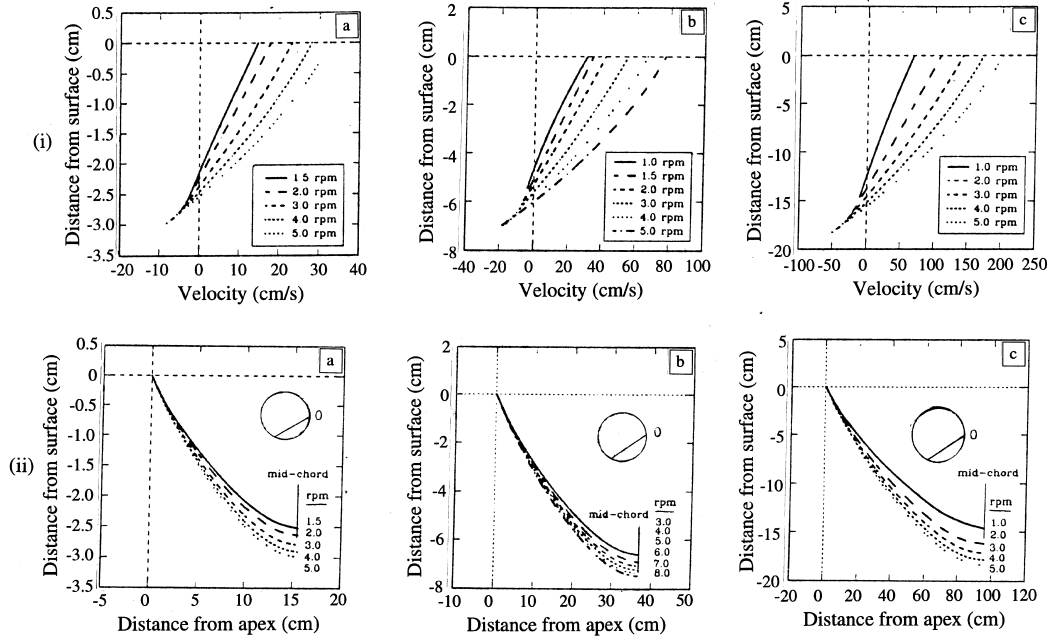 (i)
a
Distance from surface (cm)
0.5
0
-0.5
-1.0
-1.5
-2.0
-2.5
-3.0
-3.5
1.5 rpm
2.0 rpm
3.0 rpm
4.0 rpm
5.0 rpm
-20 -10 0 10 20 30 40
Velocity (cm/s)
b
Distance from surface (cm)
2
0
-2
-4
-6
-8
1.0 rpm
1.5 rpm
2.0 rpm
3.0 rpm
4.0 rpm
5.0 rpm
-40 -20 0 20 40 60 80 100
Velocity (cm/s)
c
Distance from surface (cm)
5
0
-5
-10
-15
-20
1.0 rpm
2.0 rpm
3.0 rpm
4.0 rpm
5.0 rpm
-100 -50 0 50 100 150 200 250
Velocity (cm/s)
(ii)
a
Distance from surface (cm)
0.5
0
-0.5
-1.0
-1.5
-2.0
-2.5
-3.0
-3.5
0
mid-chord
rpm
1.5
2.0
3.0
4.0
5.0
-5 0 5 10 15 20
Distance from apex (cm)
b
Distance from surface (cm)
2
0
-2
-4
-6
-8
0
mid-chord
rpm
3.0
4.0
5.0
6.0
7.0
8.0
-10 0 10 20 30 40 50
Distance from apex (cm)
c
Distance from surface (cm)
5
0
-5
-10
-15
-20
0
mid-chord
rpm
1.0
2.0
3.0
4.0
5.0
-20 0 20 40 60 80 100 120
Distance from apex (cm)